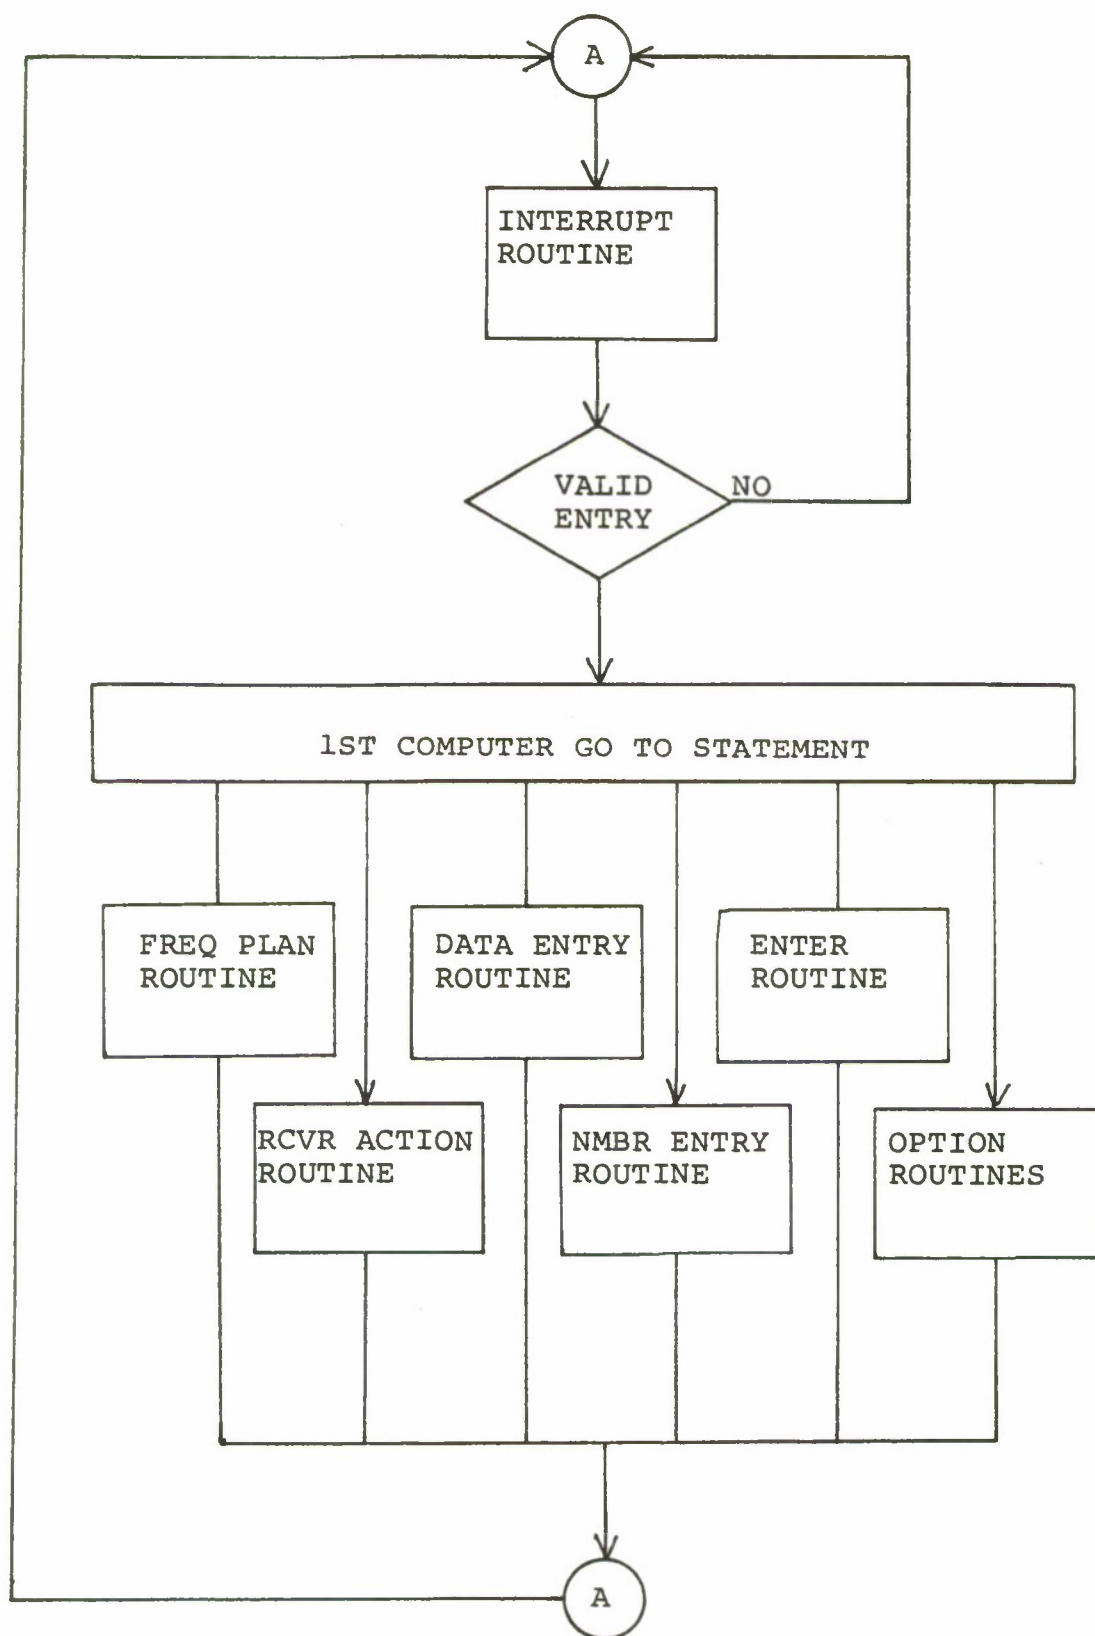 A
INTERRUPT
ROUTINE
VALID
ENTRY
NO
1ST COMPUTER GO TO STATEMENT
FREQ PLAN
ROUTINE
DATA ENTRY
ROUTINE
ENTER
ROUTINE
RCVR ACTION
ROUTINE
NMBR ENTRY
ROUTINE
OPTION
ROUTINES
A